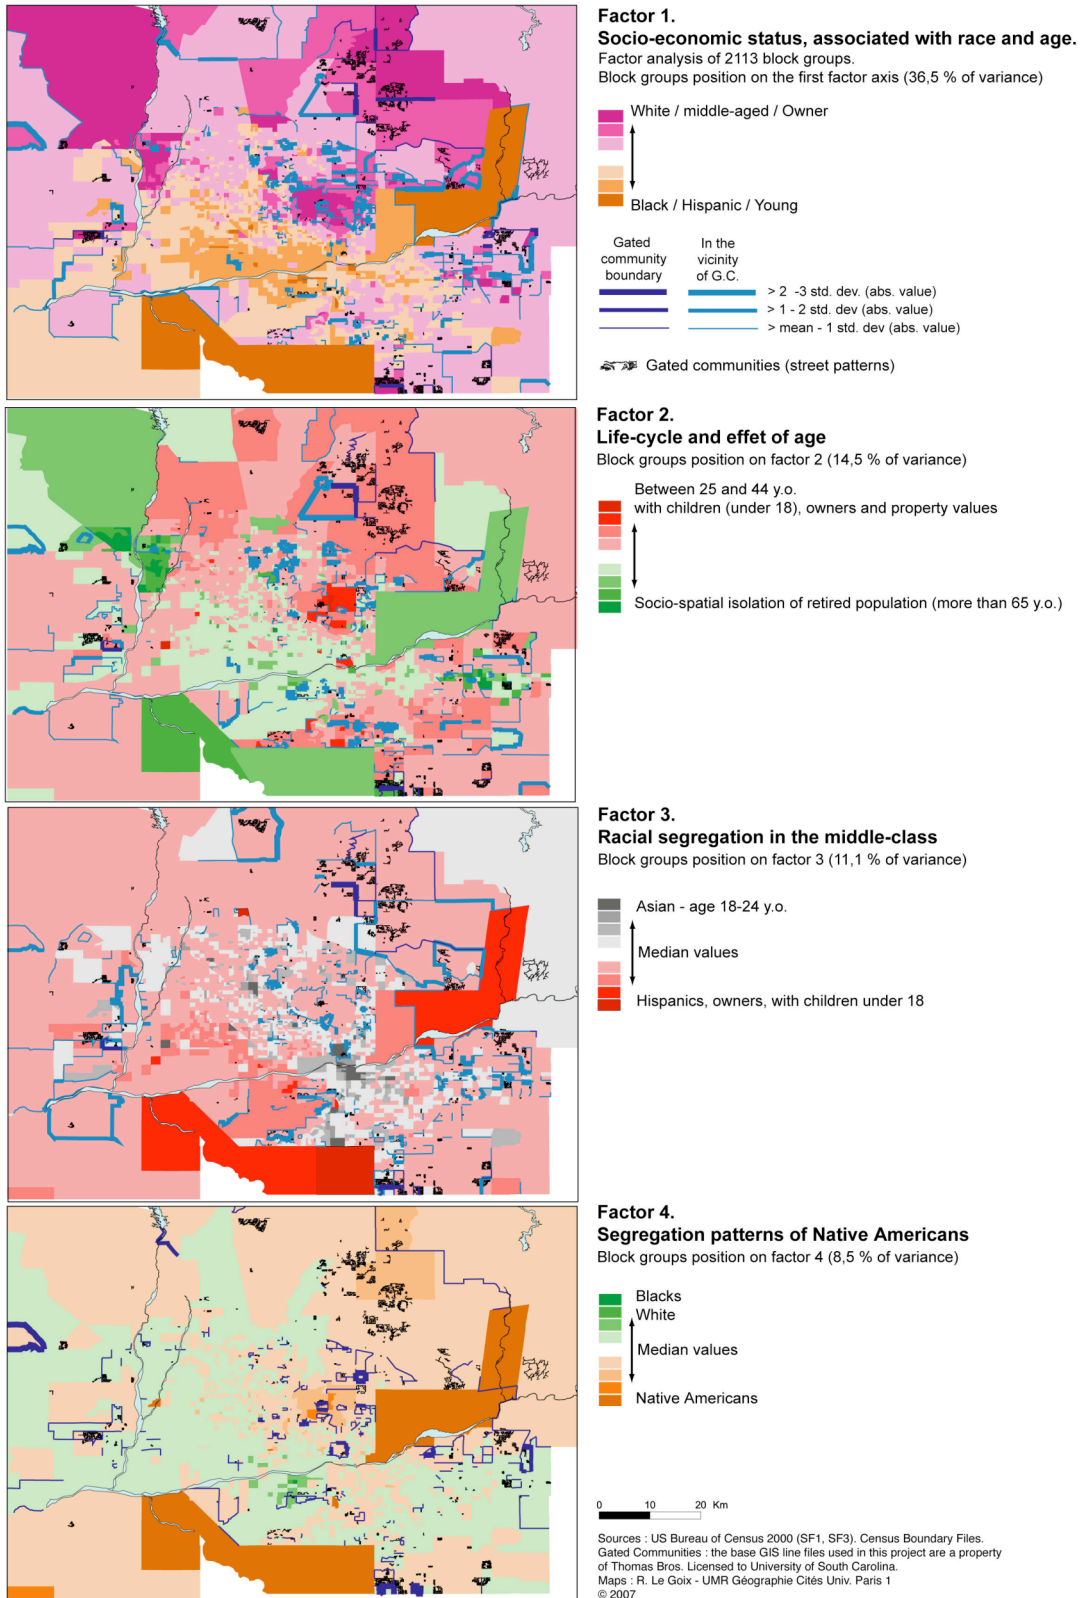 Factor 1.
Socio-economic status, associated with race and age.
Factor analysis of 2113 block groups.
Block groups position on the first factor axis (36,5 % of variance)
White / middle-aged / Owner
Black / Hispanic / Young
Gated community boundary
In the vicinity of G.C.
> 2 -3 std. dev. (abs. value)
> 1 - 2 std. dev (abs. value)
> mean - 1 std. dev (abs. value)
Gated communities (street patterns)
Factor 2.
Life-cycle and effet of age
Block groups position on factor 2 (14,5 % of variance)
Between 25 and 44 y.o.
with children (under 18), owners and property values
Socio-spatial isolation of retired population (more than 65 y.o.)
Factor 3.
Racial segregation in the middle-class
Block groups position on factor 3 (11,1 % of variance)
Asian - age 18-24 y.o.
Median values
Hispanics, owners, with children under 18
Factor 4.
Segregation patterns of Native Americans
Block groups position on factor 4 (8,5 % of variance)
Blacks
White
Median values
Native Americans
0 10 20 Km
Sources : US Bureau of Census 2000 (SF1, SF3). Census Boundary Files.
Gated Communities : the base GIS line files used in this project are a property
of Thomas Bros. Licensed to University of South Carolina.
Maps : R. Le Goix - UMR Géographie Cités Univ. Paris 1
© 2007